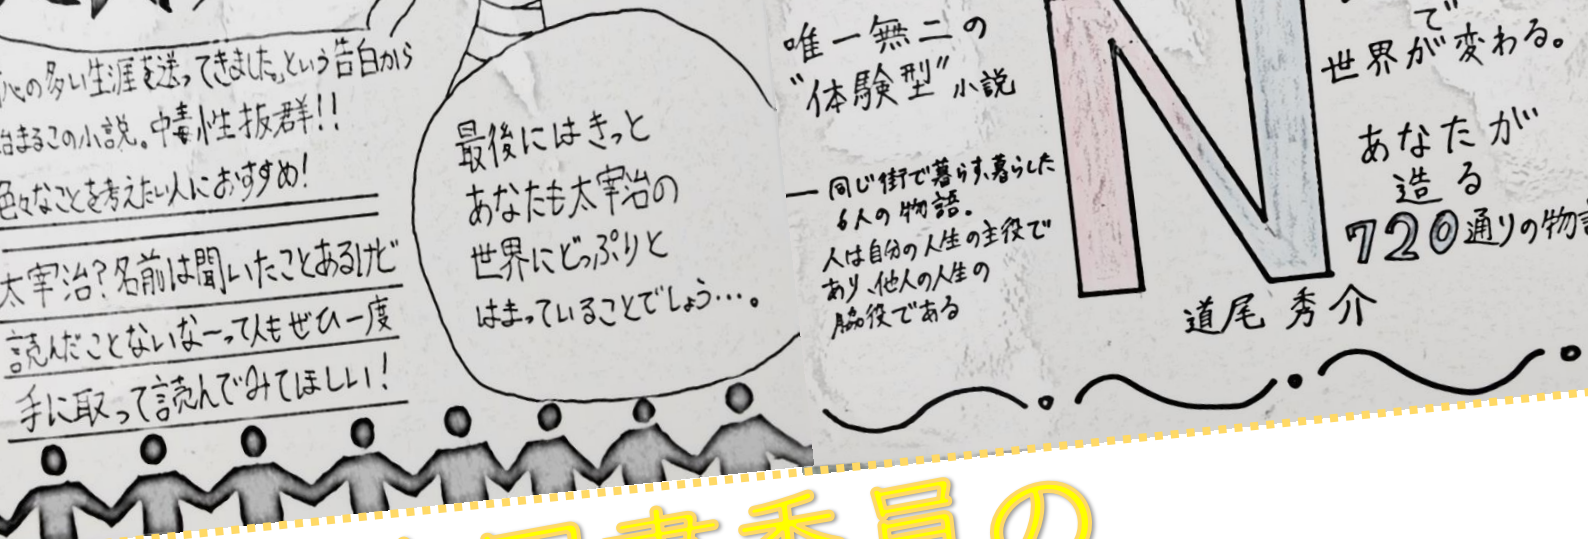 の多い生涯を送ってきました。」という告白から
始まるこの小説。中毒性抜群!!
色々なことを考えたい人におすすめ!
太宰治?名前は聞いたことあるけど
読んだことないなーって人もぜひ一度
手に取って読んでみてほしい!
最後にはきっと
あなたも太宰治の
世界にどっぷりと
はまっていることでしょう…。
唯一無二の
"体験型"小説
― 同じ街で暮らす、暮らした
6人の物語。
人は自分の人生の主役で
あり、他人の人生の
脇役である
N
道尾 秀介
で
世界が変わる。
あなたが
造る
720通りの物語
図書委員の